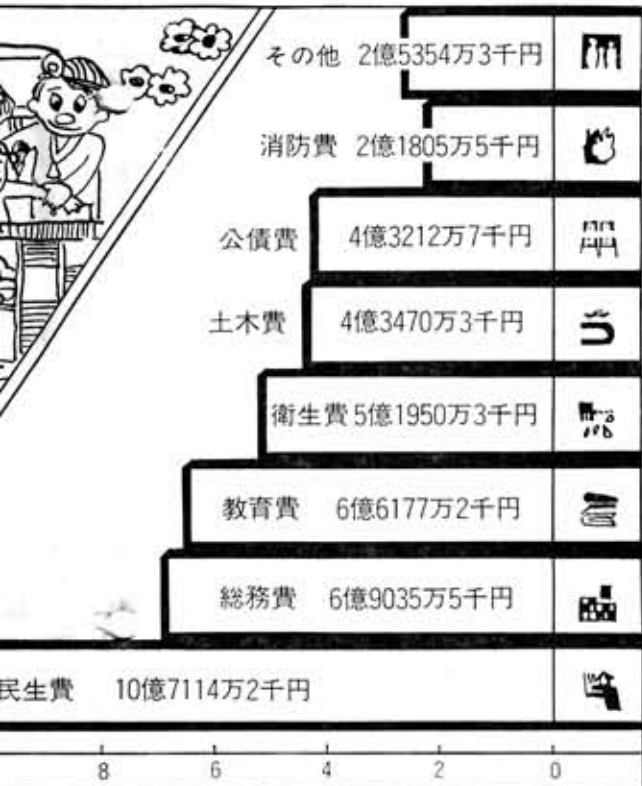 その他 2億5354万3千円
消防費 2億1805万5千円
公債費 4億3212万7千円
土木費 4億3470万3千円
衛生費 5億1950万3千円
教育費 6億6177万2千円
総務費 6億9035万5千円
民生費 10億7114万2千円
8 6 4 2 0